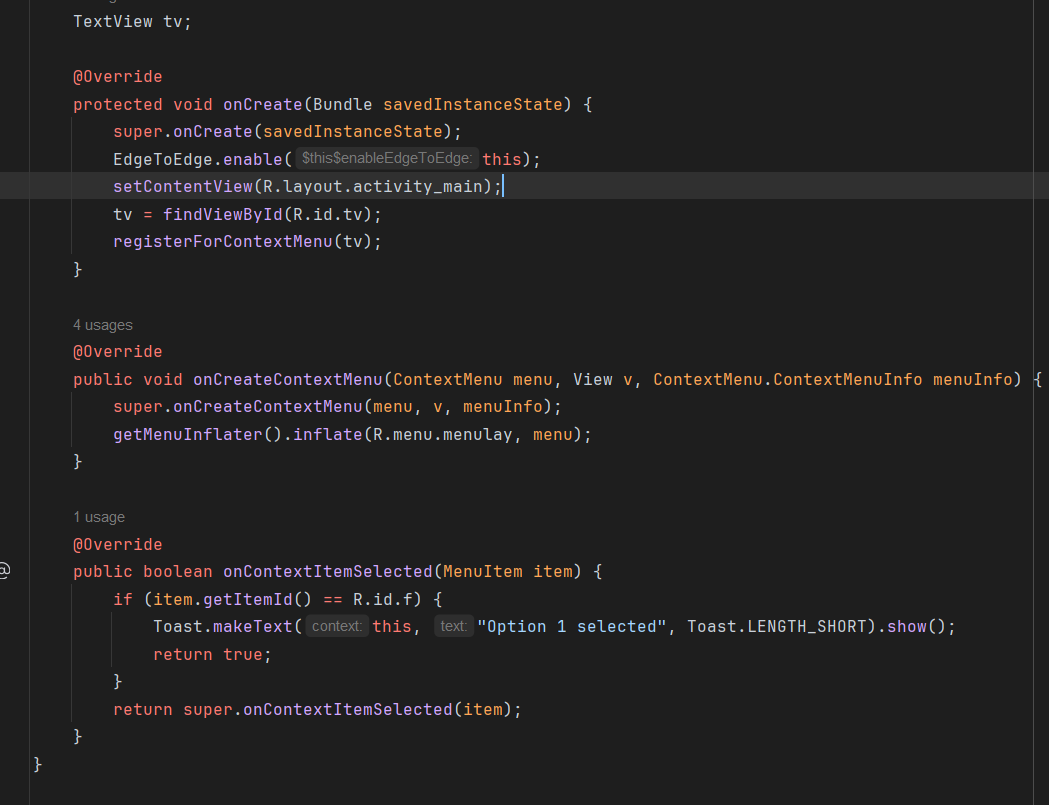 TextView tv;
@Override
protected void onCreate(Bundle savedInstanceState) {
super.onCreate(savedInstanceState);
EdgeToEdge.enable( $this$enableEdgeToEdge: this);
setContentView(R.layout.activity_main);
tv = findViewById(R.id.tv);
registerForContextMenu(tv);
}
4 usages
@Override
public void onCreateContextMenu(ContextMenu menu, View v, ContextMenu.ContextMenuInfo menuInfo) {
super.onCreateContextMenu(menu, v, menuInfo);
getMenuInflater().inflate(R.menu.menulay, menu);
}
1 usage
@Override
@
public boolean onContextItemSelected(MenuItem item) {
if (item.getItemId() == R.id.f) {
Toast.makeText( context: this, text: "Option 1 selected", Toast.LENGTH_SHORT).show();
return true;
}
return super.onContextItemSelected(item);
}
}